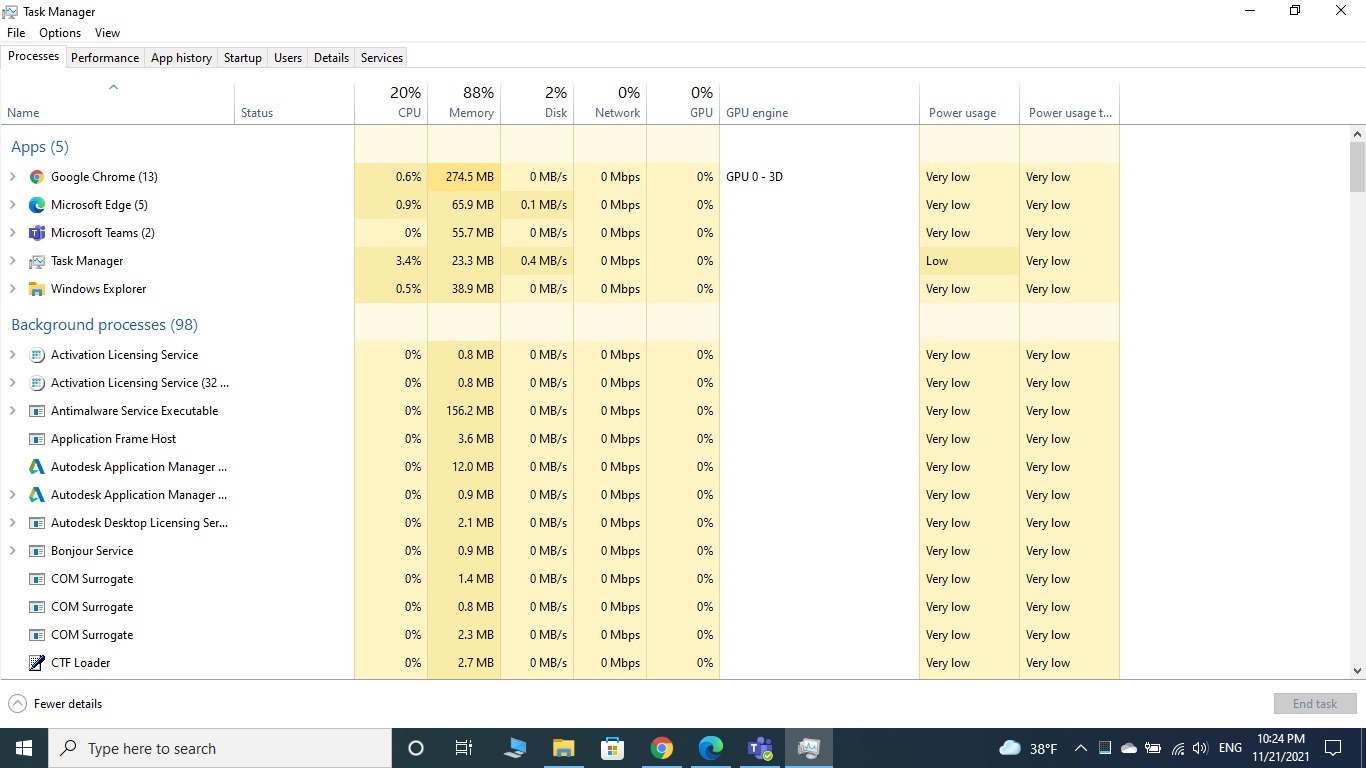 Task Manager
File Options View
Processes Performance App history Startup Users Details Services
20% 88% 2% 0% 0%
Name Status CPU Memory Disk Network GPU GPU engine Power usage Power usage t...
Apps (5)
Google Chrome (13) 0.6% 274.5 MB 0 MB/s 0 Mbps 0% GPU 0 - 3D Very low Very low
Microsoft Edge (5) 0.9% 65.9 MB 0.1 MB/s 0 Mbps 0% Very low Very low
Microsoft Teams (2) 0% 55.7 MB 0 MB/s 0 Mbps 0% Very low Very low
Task Manager 3.4% 23.3 MB 0.4 MB/s 0 Mbps 0% Low Very low
Windows Explorer 0.5% 38.9 MB 0 MB/s 0 Mbps 0% Very low Very low
Background processes (98)
Activation Licensing Service 0% 0.8 MB 0 MB/s 0 Mbps 0% Very low Very low
Activation Licensing Service (32 ... 0% 0.8 MB 0 MB/s 0 Mbps 0% Very low Very low
Antimalware Service Executable 0% 156.2 MB 0 MB/s 0 Mbps 0% Very low Very low
Application Frame Host 0% 3.6 MB 0 MB/s 0 Mbps 0% Very low Very low
Autodesk Application Manager ... 0% 12.0 MB 0 MB/s 0 Mbps 0% Very low Very low
Autodesk Application Manager ... 0% 0.9 MB 0 MB/s 0 Mbps 0% Very low Very low
Autodesk Desktop Licensing Ser... 0% 2.1 MB 0 MB/s 0 Mbps 0% Very low Very low
Bonjour Service 0% 0.9 MB 0 MB/s 0 Mbps 0% Very low Very low
COM Surrogate 0% 1.4 MB 0 MB/s 0 Mbps 0% Very low Very low
COM Surrogate 0% 0.8 MB 0 MB/s 0 Mbps 0% Very low Very low
COM Surrogate 0% 2.3 MB 0 MB/s 0 Mbps 0% Very low Very low
CTF Loader 0% 2.7 MB 0 MB/s 0 Mbps 0% Very low Very low
Fewer details End task
Type here to search 38°F ENG 10:24 PM
11/21/2021